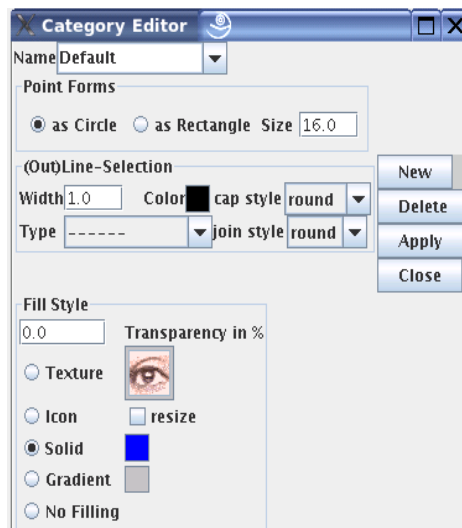 Category Editor
Name Default
Point Forms
as Circle as Rectangle Size 16.0
(Out)Line-Selection
Width 1.0 Color cap style round
Type ------ join style round
New
Delete
Apply
Close
Fill Style
0.0 Transparency in %
Texture
Icon resize
Solid
Gradient
No Filling